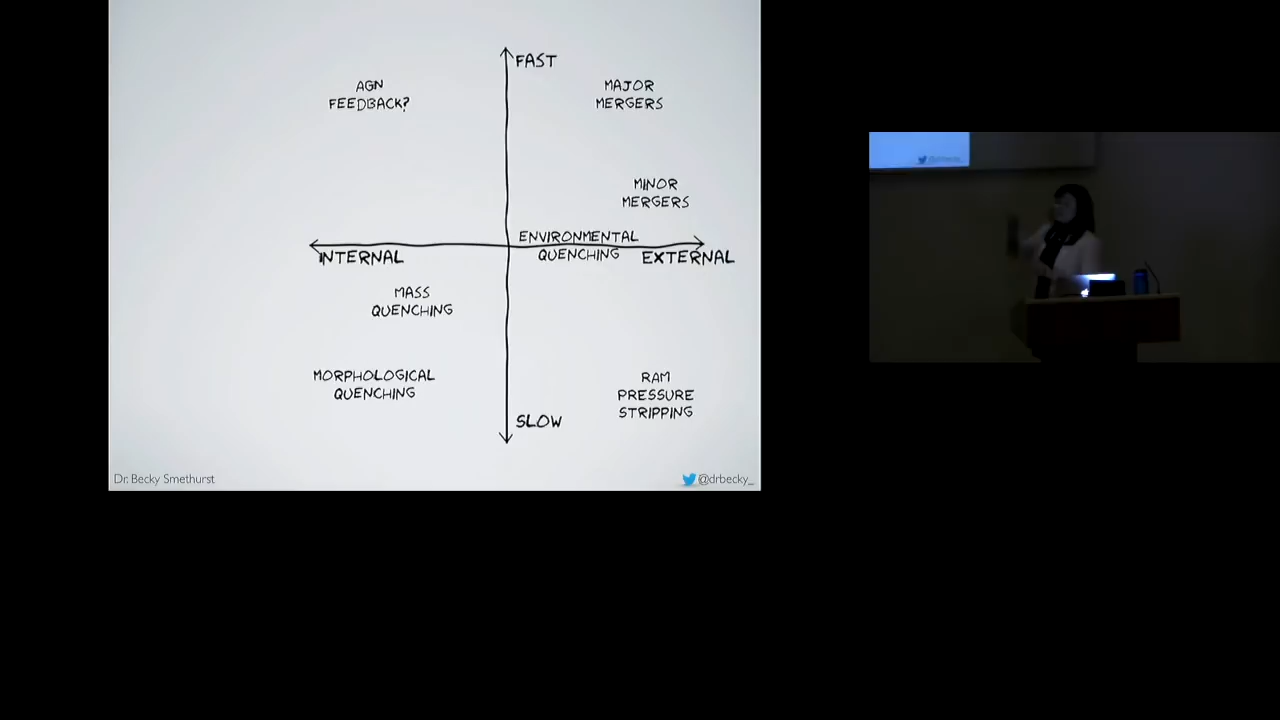 FAST
AGN
FEEDBACK?
MAJOR
MERGERS
MINOR
MERGERS
ENVIRONMENTAL
QUENCHING
INTERNAL
EXTERNAL
MASS
QUENCHING
MORPHOLOGICAL
QUENCHING
RAM
PRESSURE
STRIPPING
SLOW
Dr. Becky Smethurst
@drbecky_